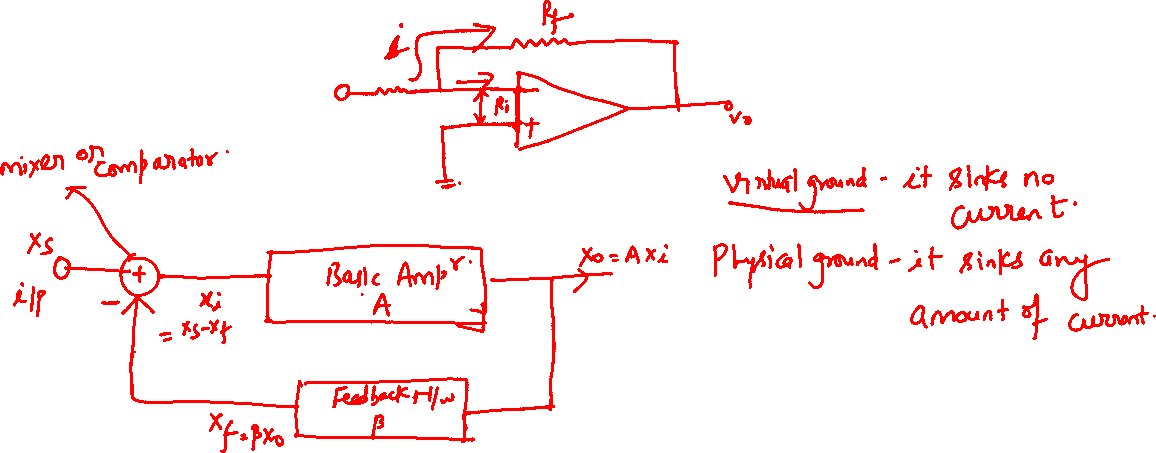 Rf
i
Ri
-
+
Vo
mixer or comparator.
Virtual ground - it sinks no
current.
Physical ground - it sinks any
amount of current.
Xs
i/p
+
-
xi
= Xs-Xf
Basic Ampr.
A
Xo = A Xi
Feedback N/w
β
Xf = βXo